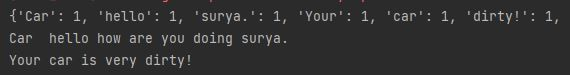 {'Car': 1, 'hello': 1, 'surya.': 1, 'Your': 1, 'car': 1, 'dirty!': 1,
Car  hello how are you doing surya.
Your car is very dirty!